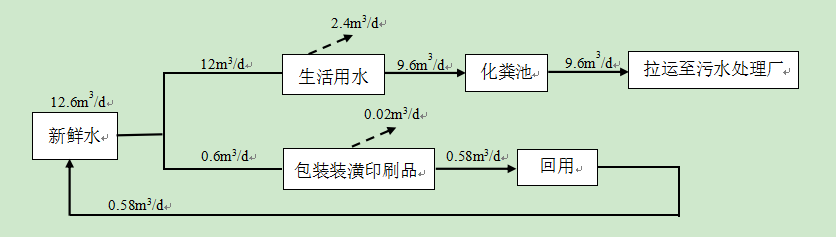 2.4m³/d
12m³/d
生活用水
9.6m³/d
化粪池
9.6m³/d
拉运至污水处理厂
12.6m³/d
新鲜水
0.02m³/d
0.6m³/d
包装装潢印刷品
0.58m³/d
回用
0.58m³/d